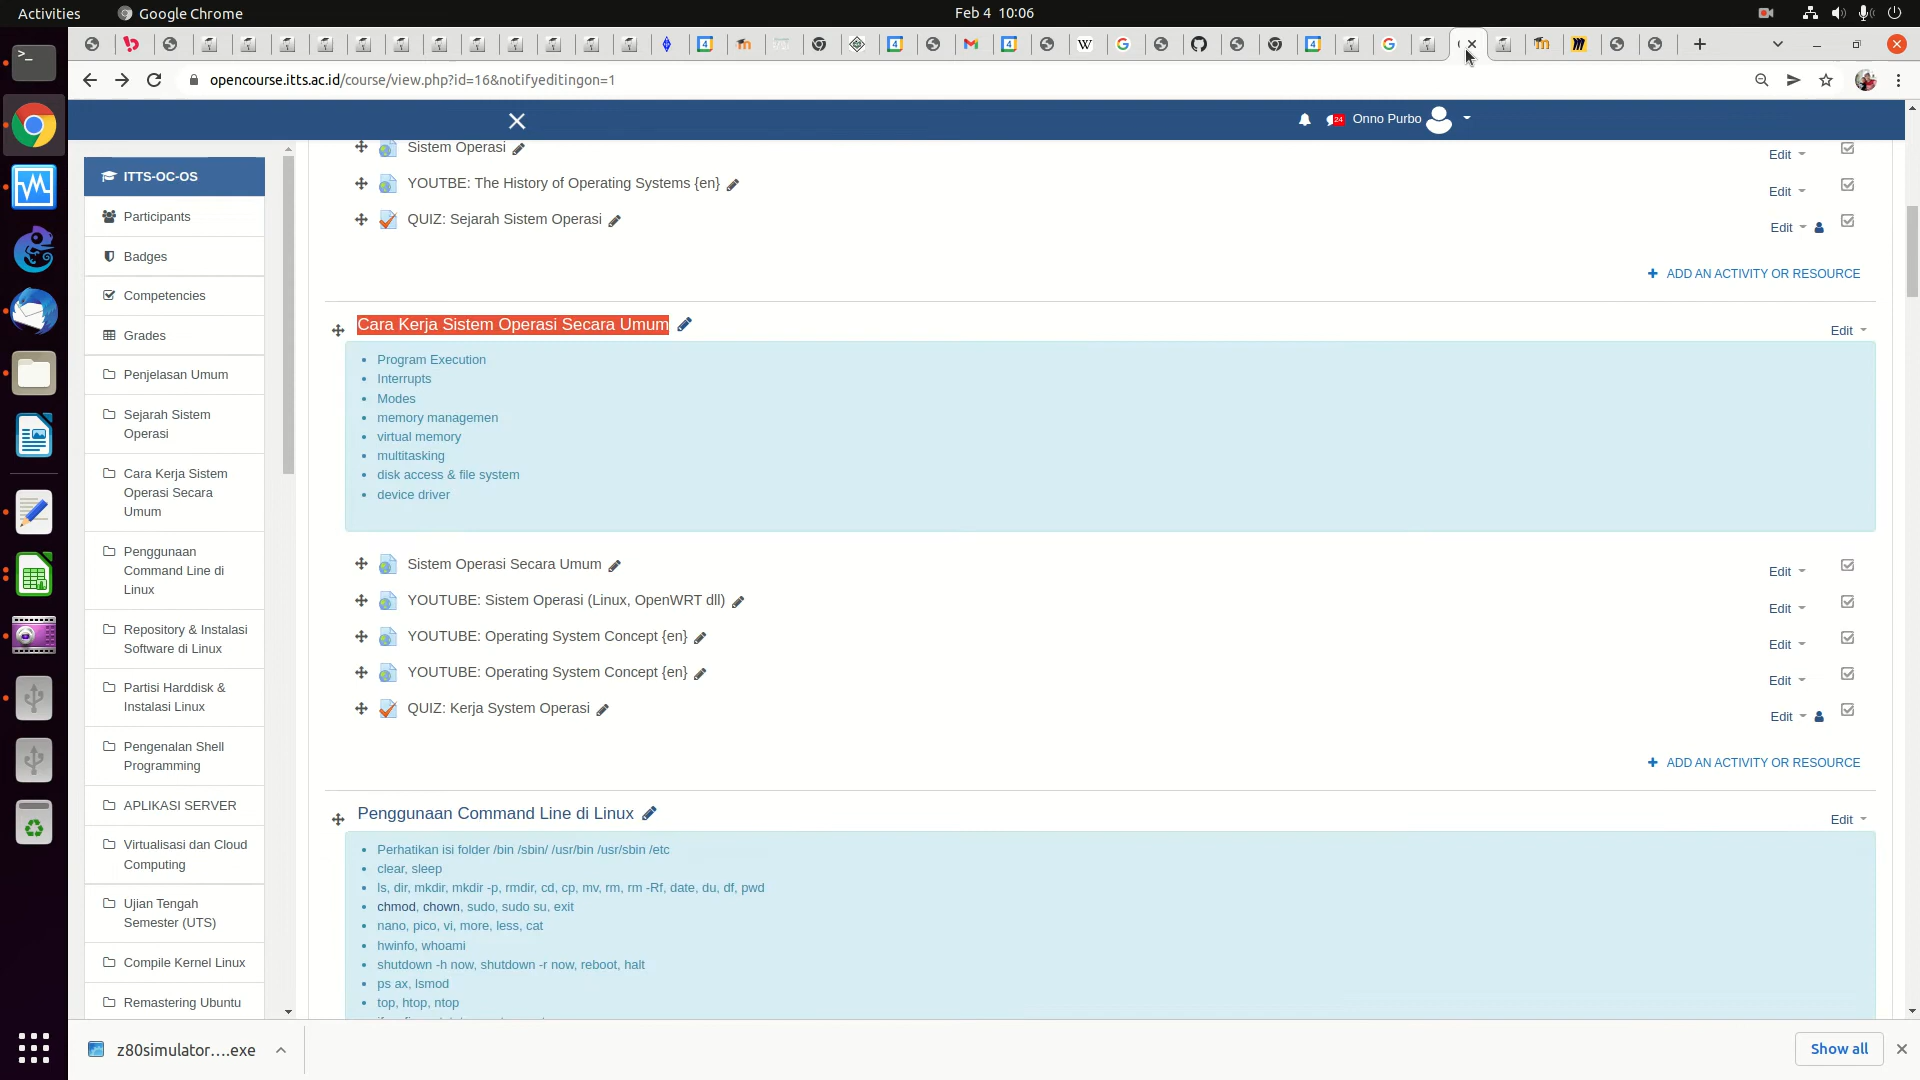 Activities
Google Chrome
Feb 4 10:06
opencourse.itts.ac.id/course/view.php?id=16&notifyeditingon=1
24
Onno Purbo
ITTS-OC-OS
Participants
Badges
Competencies
Grades
Penjelasan Umum
Sejarah Sistem
Operasi
Cara Kerja Sistem
Operasi Secara
Umum
Penggunaan
Command Line di
Linux
Repository & Instalasi
Software di Linux
Partisi Harddisk &
Instalasi Linux
Pengenalan Shell
Programming
APLIKASI SERVER
Virtualisasi dan Cloud
Computing
Ujian Tengah
Semester (UTS)
Compile Kernel Linux
Remastering Ubuntu
Sistem Operasi
Edit
YOUTBE: The History of Operating Systems {en}
Edit
QUIZ: Sejarah Sistem Operasi
Edit
+ ADD AN ACTIVITY OR RESOURCE
Cara Kerja Sistem Operasi Secara Umum
Edit
Program Execution
Interrupts
Modes
memory managemen
virtual memory
multitasking
disk access & file system
device driver
Sistem Operasi Secara Umum
Edit
YOUTUBE: Sistem Operasi (Linux, OpenWRT dll)
Edit
YOUTUBE: Operating System Concept {en}
Edit
YOUTUBE: Operating System Concept {en}
Edit
QUIZ: Kerja System Operasi
Edit
+ ADD AN ACTIVITY OR RESOURCE
Penggunaan Command Line di Linux
Edit
Perhatikan isi folder /bin /sbin/ /usr/bin /usr/sbin /etc
clear, sleep
ls, dir, mkdir, mkdir -p, rmdir, cd, cp, mv, rm, rm -Rf, date, du, df, pwd
chmod, chown, sudo, sudo su, exit
nano, pico, vi, more, less, cat
hwinfo, whoami
shutdown -h now, shutdown -r now, reboot, halt
ps ax, lsmod
top, htop, ntop
z80simulator....exe
Show all